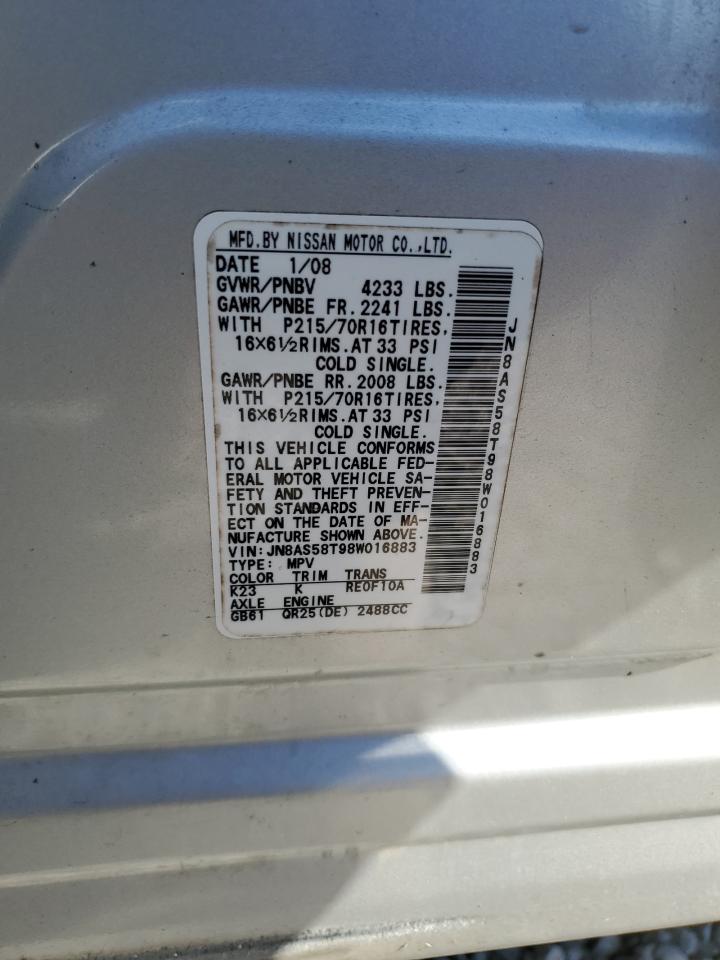 MFD.BY NISSAN MOTOR CO.,LTD.
DATE 1/08
GVWR/PNBV 4233 LBS.
GAWR/PNBE FR. 2241 LBS.
WITH P215/70R16TIRES,
16×6½RIMS.AT 33 PSI
COLD SINGLE.
GAWR/PNBE RR. 2008 LBS.
WITH P215/70R16TIRES,
16×6½RIMS.AT 33 PSI
COLD SINGLE.
THIS VEHICLE CONFORMS
TO ALL APPLICABLE FED-
ERAL MOTOR VEHICLE SA-
FETY AND THEFT PREVEN-
TION STANDARDS IN EFF-
ECT ON THE DATE OF MA-
NUFACTURE SHOWN ABOVE.
VIN:JN8AS58T98W016883
TYPE: MPV
COLOR TRIM TRANS
K23 K RE0F10A
AXLE ENGINE
GB61 QR25(DE) 2488CC
JN8AS58T98W016883